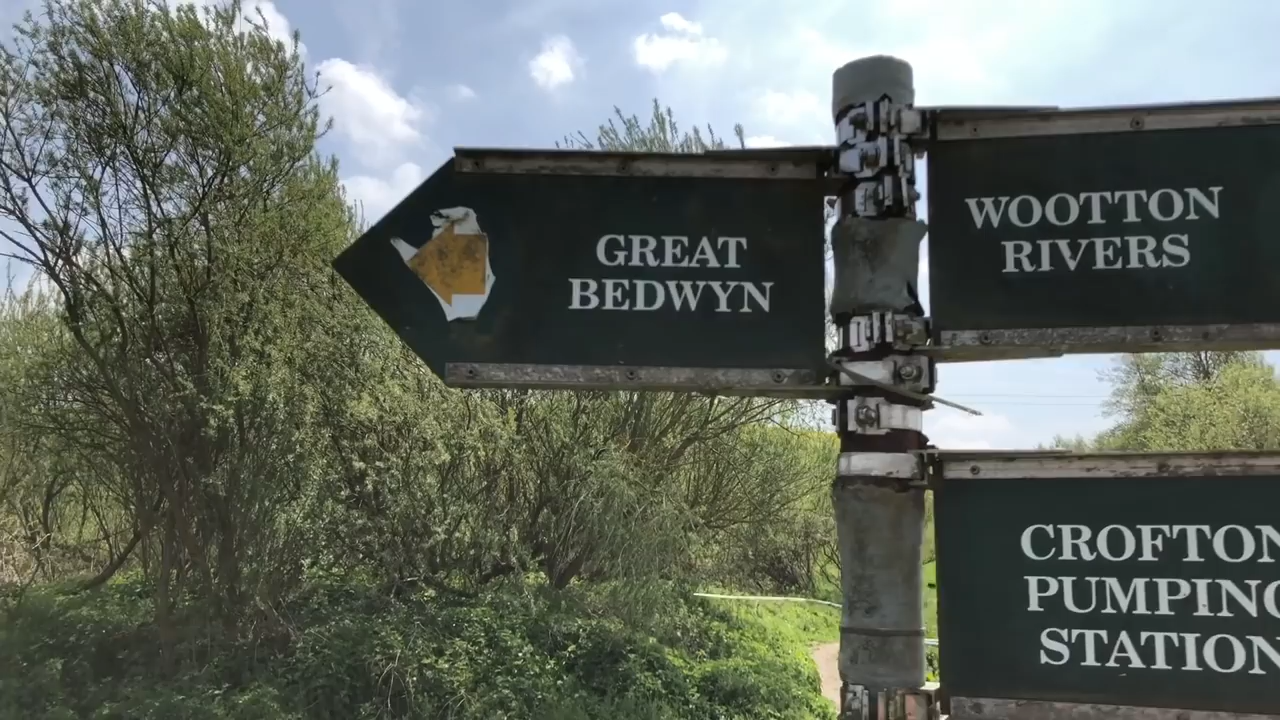 GREAT
BEDWYN
WOOTTON
RIVERS
CROFTON
PUMPING
STATION